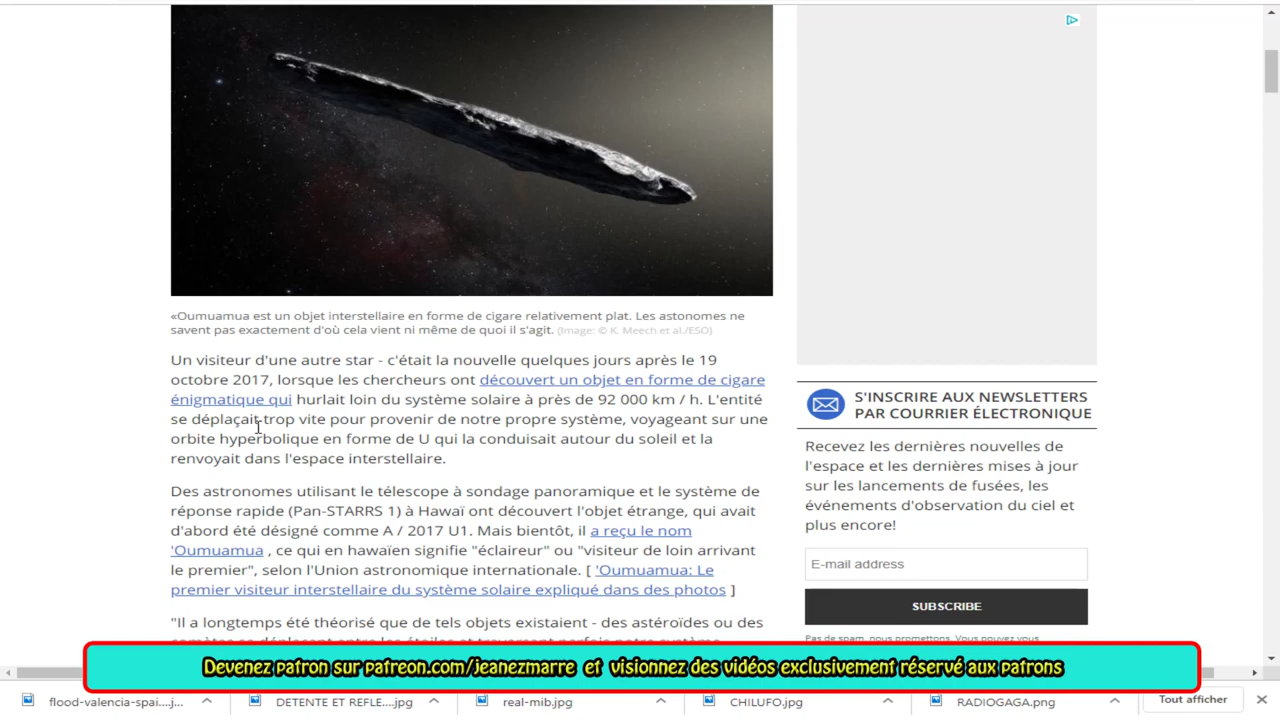 «Oumuamua est un objet interstellaire en forme de cigare relativement plat. Les astonomes ne
savent pas exactement d'où cela vient ni même de quoi il s'agit. (Image: © K. Meech et al./ESO)
Un visiteur d'une autre star - c'était la nouvelle quelques jours après le 19
octobre 2017, lorsque les chercheurs ont découvert un objet en forme de cigare
énigmatique qui hurlait loin du système solaire à près de 92 000 km / h. L'entité
se déplaçait trop vite pour provenir de notre propre système, voyageant sur une
orbite hyperbolique en forme de U qui la conduisait autour du soleil et la
renvoyait dans l'espace interstellaire.
Des astronomes utilisant le télescope à sondage panoramique et le système de
réponse rapide (Pan-STARRS 1) à Hawaï ont découvert l'objet étrange, qui avait
d'abord été désigné comme A / 2017 U1. Mais bientôt, il a reçu le nom
'Oumuamua , ce qui en hawaïen signifie "éclaireur" ou "visiteur de loin arrivant
le premier", selon l'Union astronomique internationale. [ 'Oumuamua: Le
premier visiteur interstellaire du système solaire expliqué dans des photos ]
"Il a longtemps été théorisé que de tels objets existaient - des astéroïdes ou des
S'INSCRIRE AUX NEWSLETTERS
PAR COURRIER ÉLECTRONIQUE
Recevez les dernières nouvelles de
l'espace et les dernières mises à jour
sur les lancements de fusées, les
événements d'observation du ciel et
plus encore!
E-mail address
SUBSCRIBE
Pas de spam, nous promettons. Vous pouvez vous
Devenez patron sur patreon.com/jeanezmarre et visionnez des vidéos exclusivement réservé aux patrons
flood-valencia-spai....j...
DETENTE ET REFLE....jpg
real-mib.jpg
CHILUFO.jpg
RADIOGAGA.png
Tout afficher